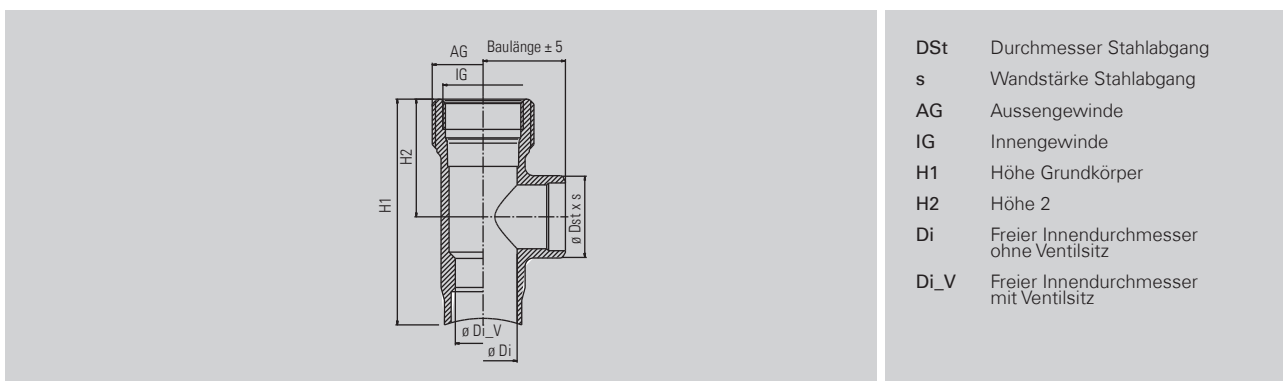 AG
Baulänge ± 5
IG
H2
H1
ø Dst x s
ø Di_V
ø Di
DSt Durchmesser Stahlabgang
s Wandstärke Stahlabgang
AG Aussengewinde
IG Innengewinde
H1 Höhe Grundkörper
H2 Höhe 2
Di Freier Innendurchmesser
ohne Ventilsitz
Di_V Freier Innendurchmesser
mit Ventilsitz